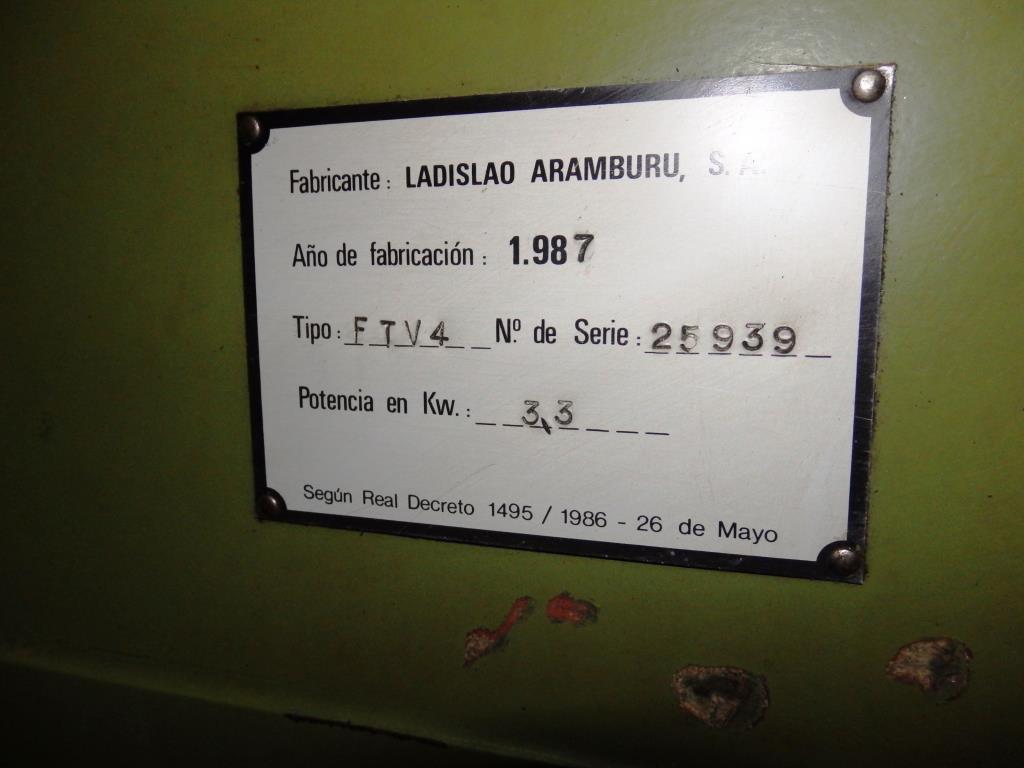 Fabricante : LADISLAO ARAMBURU, S. A.
Año de fabricación : 1.987
Tipo : FTV4 Nº de Serie : 25939
Potencia en Kw. : 3,3
Según Real Decreto 1495 / 1986 - 26 de Mayo